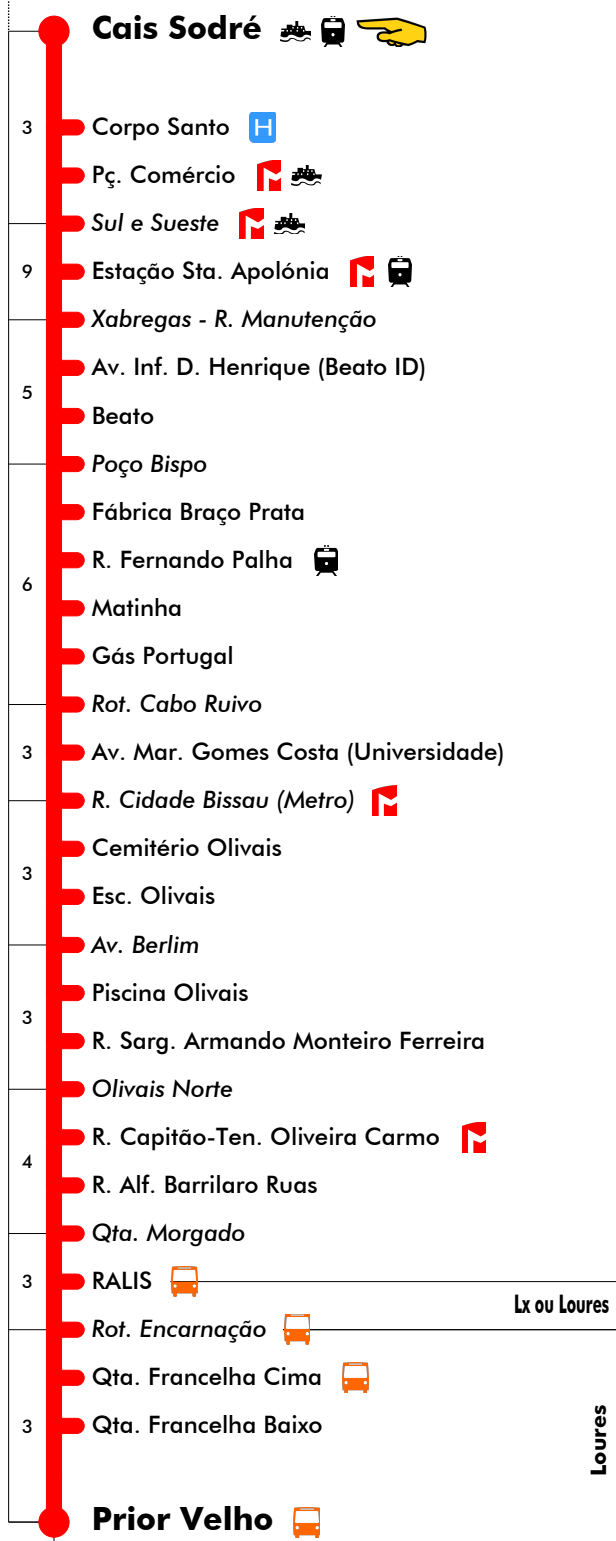 Cais Sodré
3
Corpo Santo H
Pç. Comércio
Sul e Sueste
9
Estação Sta. Apolónia
Xabregas - R. Manutenção
Av. Inf. D. Henrique (Beato ID)
5
Beato
Poço Bispo
Fábrica Braço Prata
R. Fernando Palha
6
Matinha
Gás Portugal
Rot. Cabo Ruivo
3
Av. Mar. Gomes Costa (Universidade)
R. Cidade Bissau (Metro)
Cemitério Olivais
3
Esc. Olivais
Av. Berlim
Piscina Olivais
3
R. Sarg. Armando Monteiro Ferreira
Olivais Norte
R. Capitão-Ten. Oliveira Carmo
4
R. Alf. Barrilaro Ruas
Qta. Morgado
3
RALIS
Lx ou Loures
Rot. Encarnação
Qta. Francelha Cima
3
Qta. Francelha Baixo
Loures
Prior Velho